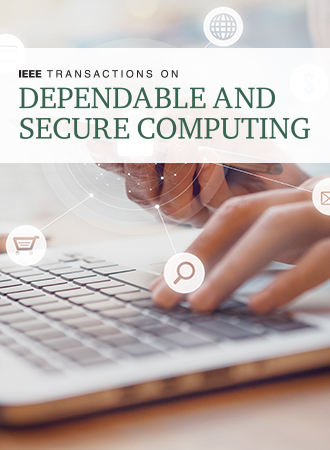 IEEE TRANSACTIONS ON
DEPENDABLE AND
SECURE COMPUTING